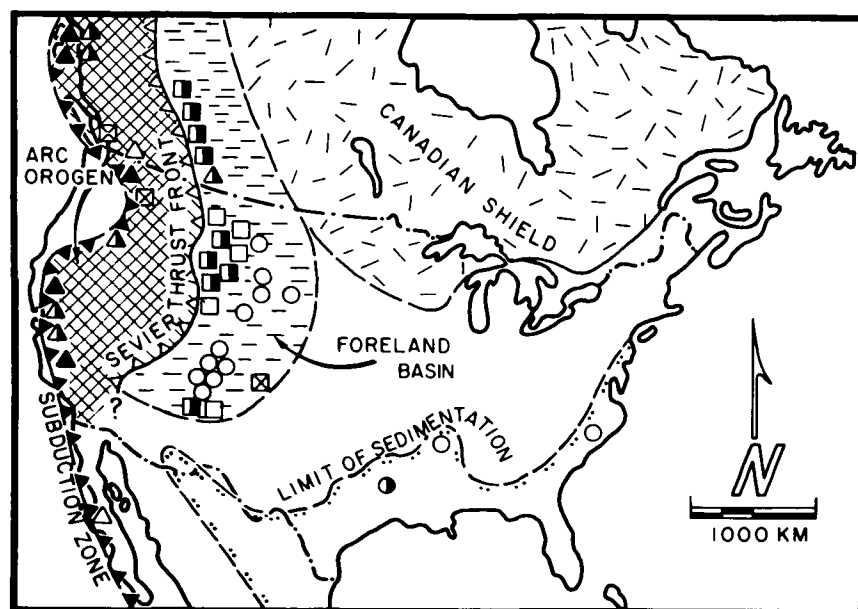 ARC
OROGEN
SEVIER THRUST FRONT
CANADIAN SHIELD
FORELAND
BASIN
?
SUBDUCTION ZONE
LIMIT OF SEDIMENTATION
N
1000 KM